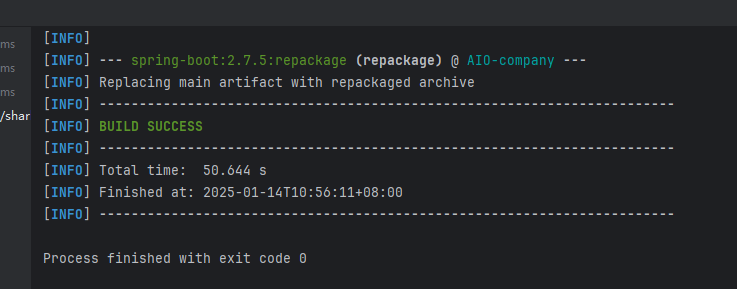 [INFO]
ms
[INFO] --- spring-boot:2.7.5:repackage (repackage) @ AIO-company ---
ms
[INFO] Replacing main artifact with repackaged archive
ms
[INFO] ------------------------------------------------------------------------
/shar
[INFO] BUILD SUCCESS
[INFO] ------------------------------------------------------------------------
[INFO] Total time:  50.644 s
[INFO] Finished at: 2025-01-14T10:56:11+08:00
[INFO] ------------------------------------------------------------------------
Process finished with exit code 0